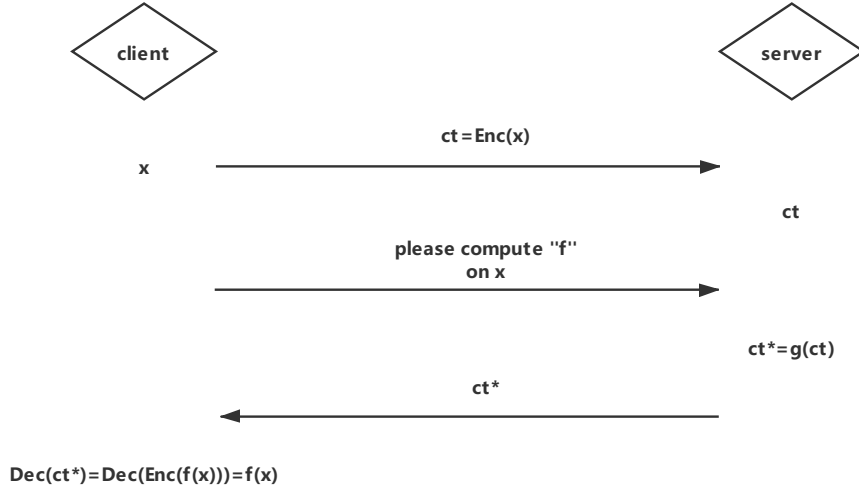 client
server
ct=Enc(x)
x
ct
please compute "f"
on x
ct*=g(ct)
ct*
Dec(ct*)=Dec(Enc(f(x)))=f(x)